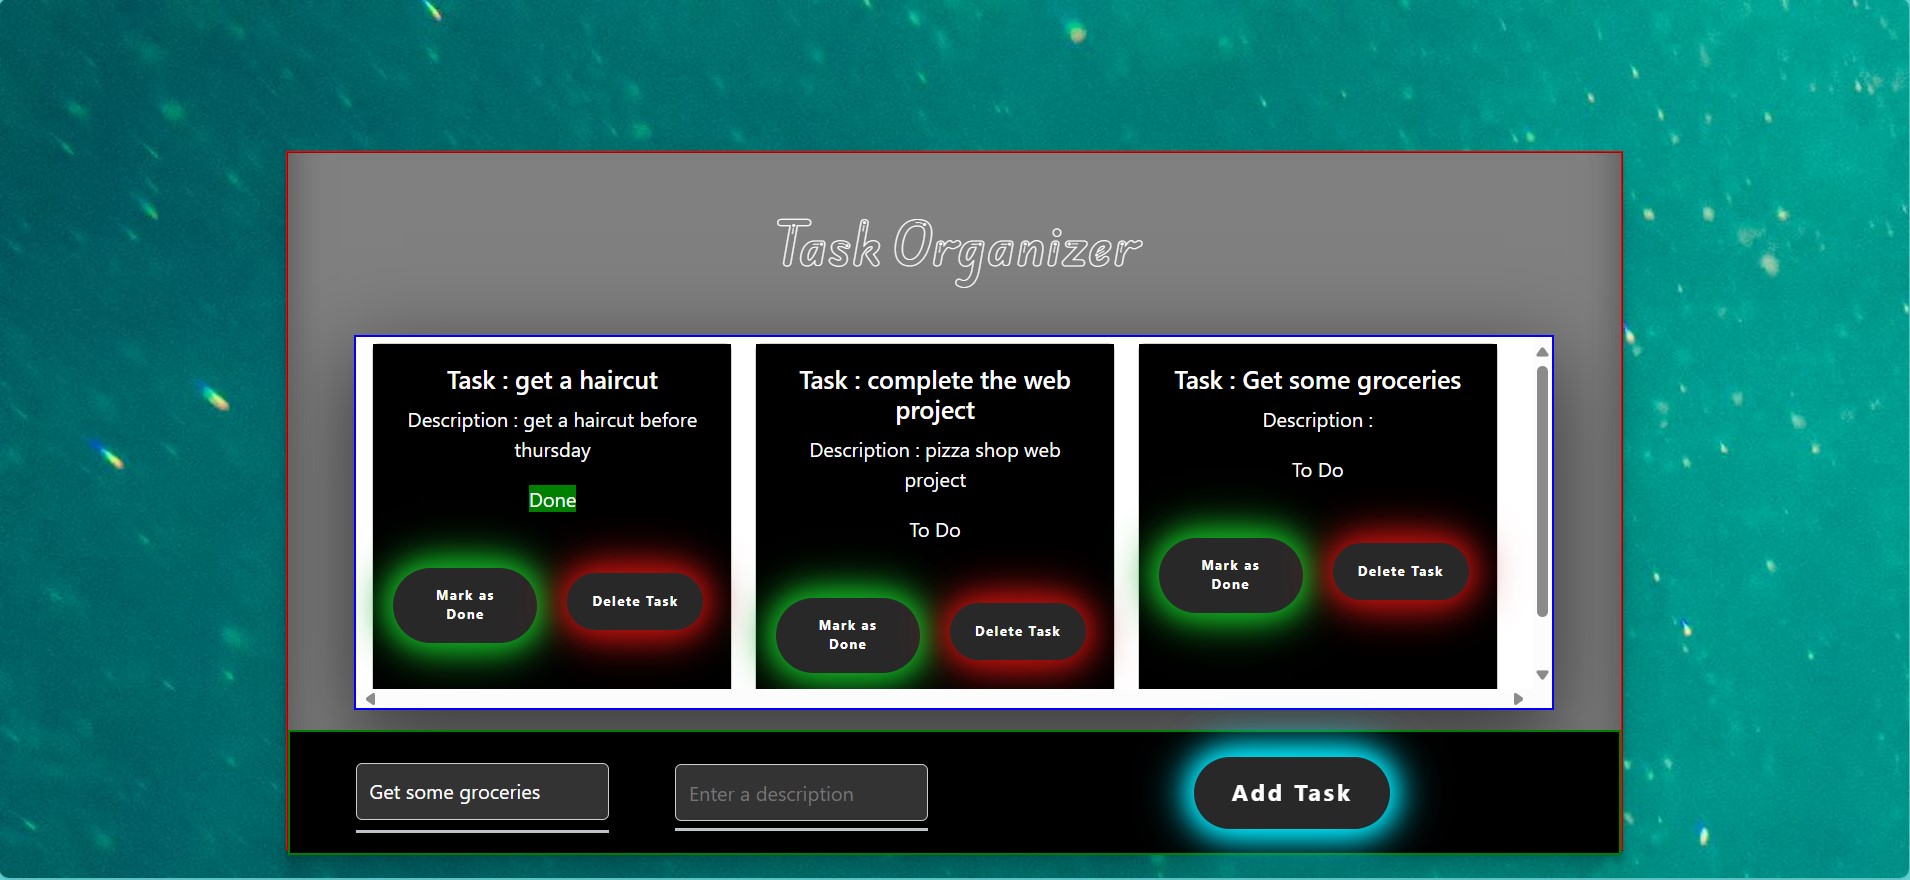 Task Organizer
Task : get a haircut
Description : get a haircut before
thursday
Done
Mark as
Done
Delete Task
Task : complete the web
project
Description : pizza shop web
project
To Do
Mark as
Done
Delete Task
Task : Get some groceries
Description :
To Do
Mark as
Done
Delete Task
Get some groceries
Enter a description
Add Task